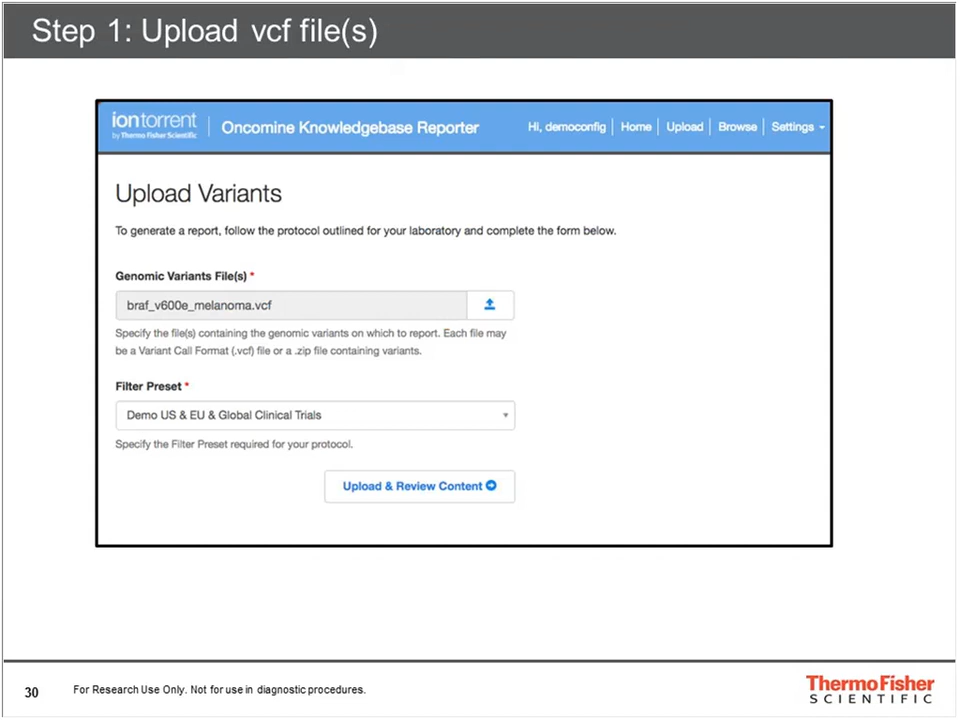 Step 1: Upload vcf file(s)
iontorrent
by Thermo Fisher Scientific
Oncomine Knowledgebase Reporter
Hi, democonfig
Home
Upload
Browse
Settings
Upload Variants
To generate a report, follow the protocol outlined for your laboratory and complete the form below.
Genomic Variants File(s) *
braf_v600e_melanoma.vcf
Specify the file(s) containing the genomic variants on which to report. Each file may
be a Variant Call Format (.vcf) file or a .zip file containing variants.
Filter Preset *
Demo US & EU & Global Clinical Trials
Specify the Filter Preset required for your protocol.
Upload & Review Content
30
For Research Use Only. Not for use in diagnostic procedures.
ThermoFisher
SCIENTIFIC